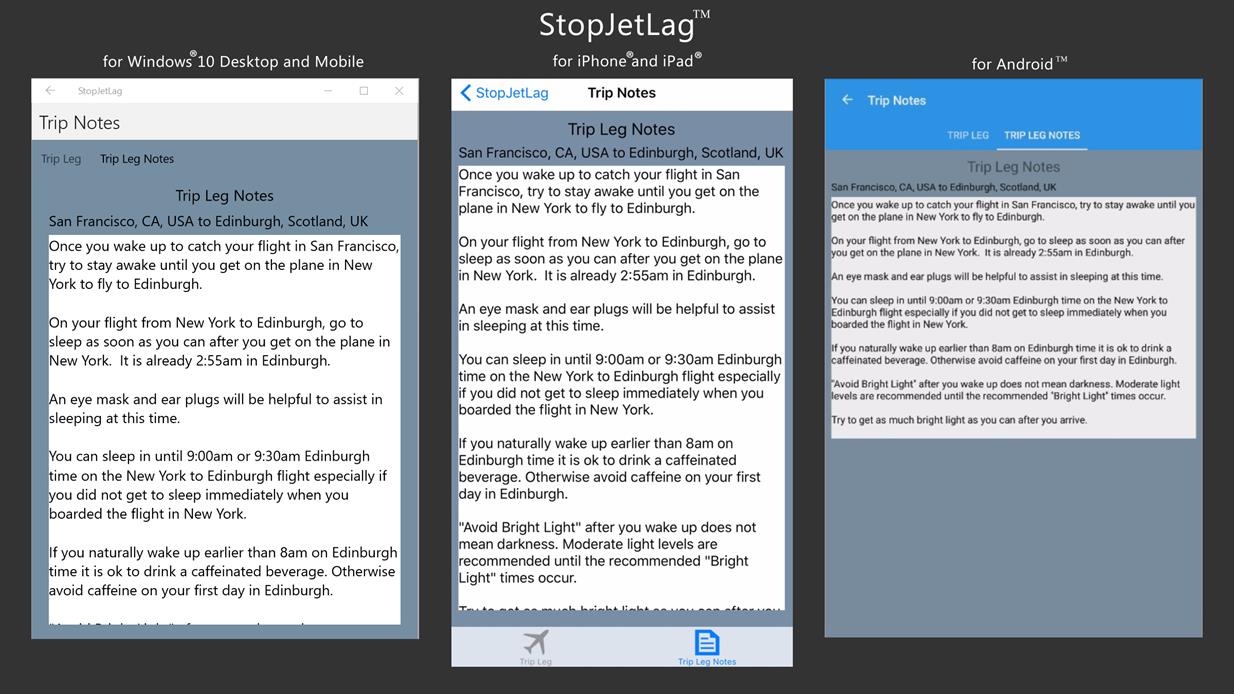 StopJetLag™
for Windows®10 Desktop and Mobile
StopJetLag
Trip Notes
Trip Leg Trip Leg Notes
Trip Leg Notes
San Francisco, CA, USA to Edinburgh, Scotland, UK
Once you wake up to catch your flight in San Francisco,
try to stay awake until you get on the plane in New
York to fly to Edinburgh.
On your flight from New York to Edinburgh, go to
sleep as soon as you can after you get on the plane in
New York.  It is already 2:55am in Edinburgh.
An eye mask and ear plugs will be helpful to assist in
sleeping at this time.
You can sleep in until 9:00am or 9:30am Edinburgh
time on the New York to Edinburgh flight especially if
you did not get to sleep immediately when you
boarded the flight in New York.
If you naturally wake up earlier than 8am on Edinburgh
time it is ok to drink a caffeinated beverage. Otherwise
avoid caffeine on your first day in Edinburgh.
for iPhone® and iPad®
StopJetLag Trip Notes
Trip Leg Notes
San Francisco, CA, USA to Edinburgh, Scotland, UK
Once you wake up to catch your flight in San
Francisco, try to stay awake until you get on the
plane in New York to fly to Edinburgh.
On your flight from New York to Edinburgh, go to
sleep as soon as you can after you get on the plane
in New York.  It is already 2:55am in Edinburgh.
An eye mask and ear plugs will be helpful to assist
in sleeping at this time.
You can sleep in until 9:00am or 9:30am Edinburgh
time on the New York to Edinburgh flight especially
if you did not get to sleep immediately when you
boarded the flight in New York.
If you naturally wake up earlier than 8am on
Edinburgh time it is ok to drink a caffeinated
beverage. Otherwise avoid caffeine on your first
day in Edinburgh.
"Avoid Bright Light" after you wake up does not
mean darkness. Moderate light levels are
recommended until the recommended "Bright
Light" times occur.
Try to get as much bright light as you can after you
Trip Leg Trip Leg Notes
for Android™
Trip Notes
TRIP LEG TRIP LEG NOTES
Trip Leg Notes
San Francisco, CA, USA to Edinburgh, Scotland, UK
Once you wake up to catch your flight in San Francisco, try to stay awake until you
get on the plane in New York to fly to Edinburgh.
On your flight from New York to Edinburgh, go to sleep as soon as you can after
you get on the plane in New York.  It is already 2:55am in Edinburgh.
An eye mask and ear plugs will be helpful to assist in sleeping at this time.
You can sleep in until 9:00am or 9:30am Edinburgh time on the New York to
Edinburgh flight especially if you did not get to sleep immediately when you
boarded the flight in New York.
If you naturally wake up earlier than 8am on Edinburgh time it is ok to drink a
caffeinated beverage. Otherwise avoid caffeine on your first day in Edinburgh.
"Avoid Bright Light" after you wake up does not mean darkness. Moderate light
levels are recommended until the recommended "Bright Light" times occur.
Try to get as much bright light as you can after you arrive.